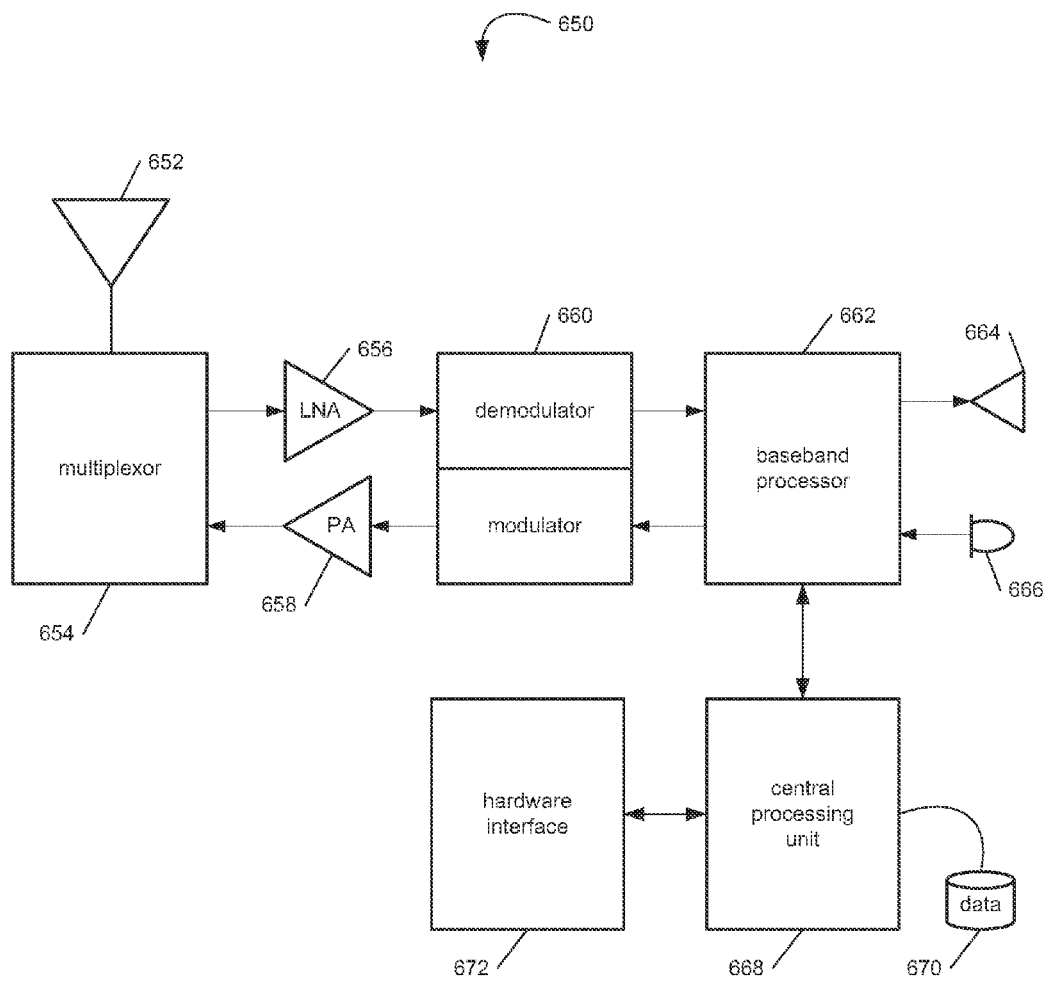 650
652
660
662
664
656
LNA
demodulator
multiplexor
baseband
processor
PA
modulator
658
666
654
hardware
interface
central
processing
unit
data
672
668
670